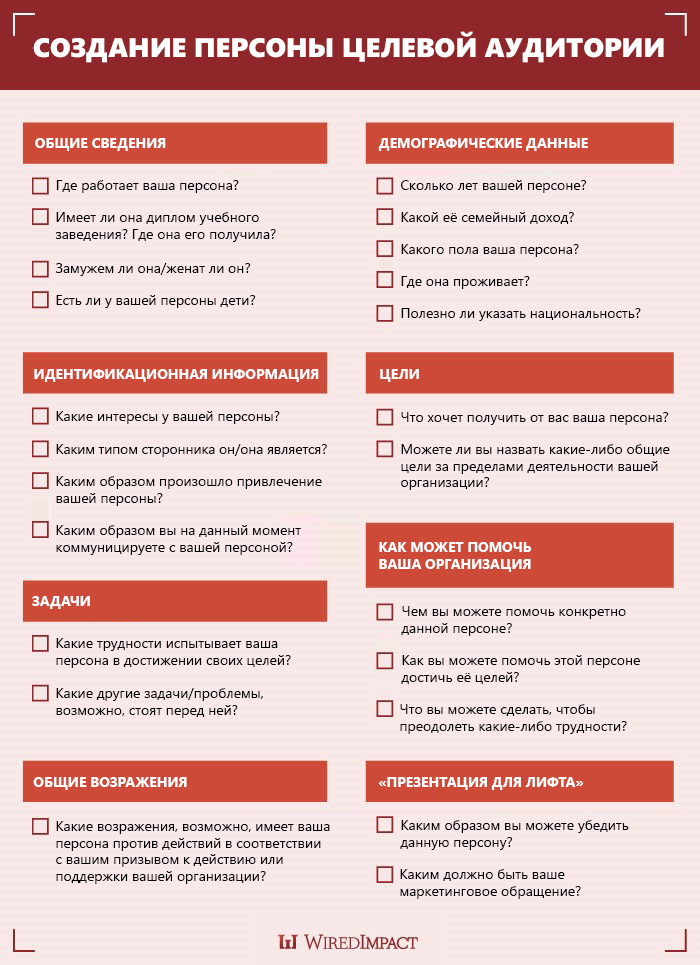 СОЗДАНИЕ ПЕРСОНЫ ЦЕЛЕВОЙ АУДИТОРИИ
ОБЩИЕ СВЕДЕНИЯ
Где работает ваша персона?
Имеет ли она диплом учебного
заведения? Где она его получила?
Замужем ли она/женат ли он?
Есть ли у вашей персоны дети?
ДЕМОГРАФИЧЕСКИЕ ДАННЫЕ
Сколько лет вашей персоне?
Какой её семейный доход?
Какого пола ваша персона?
Где она проживает?
Полезно ли указать национальность?
ИДЕНТИФИКАЦИОННАЯ ИНФОРМАЦИЯ
Какие интересы у вашей персоны?
Каким типом сторонника он/она является?
Каким образом произошло привлечение
вашей персоны?
Каким образом вы на данный момент
коммуницируете с вашей персоной?
ЦЕЛИ
Что хочет получить от вас ваша персона?
Можете ли вы назвать какие-либо общие
цели за пределами деятельности вашей
организации?
ЗАДАЧИ
Какие трудности испытывает ваша
персона в достижении своих целей?
Какие другие задачи/проблемы,
возможно, стоят перед ней?
КАК МОЖЕТ ПОМОЧЬ
ВАША ОРГАНИЗАЦИЯ
Чем вы можете помочь конкретно
данной персоне?
Как вы можете помочь этой персоне
достичь её целей?
Что вы можете сделать, чтобы
преодолеть какие-либо трудности?
ОБЩИЕ ВОЗРАЖЕНИЯ
Какие возражения, возможно, имеет ваша
персона против действий в соответствии
с вашим призывом к действию или
поддержки вашей организации?
«ПРЕЗЕНТАЦИЯ ДЛЯ ЛИФТА»
Каким образом вы можете убедить
данную персону?
Каким должно быть ваше
маркетинговое обращение?
WIREDIMPACT